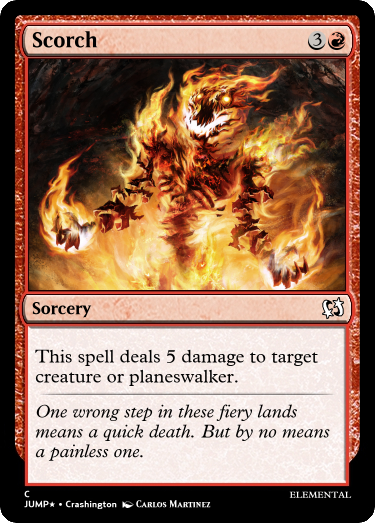 Scorch 3
Sorcery
This spell deals 5 damage to target
creature or planeswalker.
One wrong step in these fiery lands
means a quick death. But by no means
a painless one.
C
ELEMENTAL
JUMP★ • Crashington Carlos Martinez